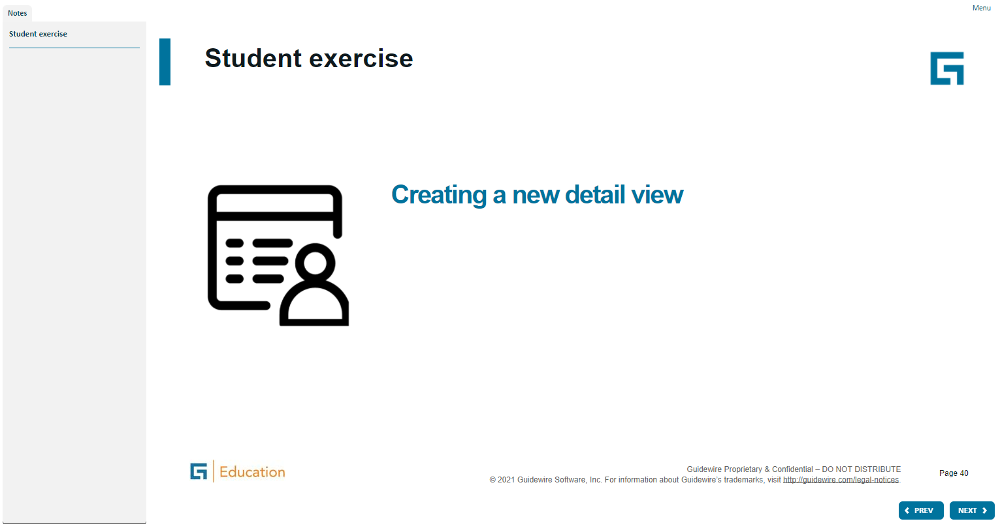 Notes
Menu
Student exercise
Student exercise
Creating a new detail view
Education
Guidewire Proprietary & Confidential – DO NOT DISTRIBUTE
© 2021 Guidewire Software, Inc. For information about Guidewire’s trademarks, visit http://guidewire.com/legal-notices.
Page 40
PREV
NEXT